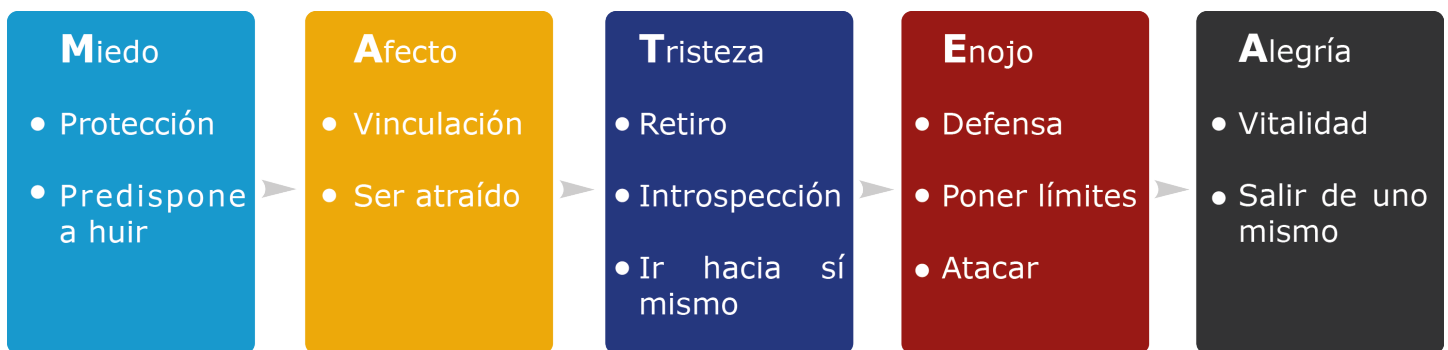 Miedo
• Protección
• Predispone
a huir
Afecto
• Vinculación
• Ser atraído
Tristeza
• Retiro
• Introspección
• Ir hacia sí
mismo
Enojo
• Defensa
• Poner límites
• Atacar
Alegría
• Vitalidad
• Salir de uno
mismo